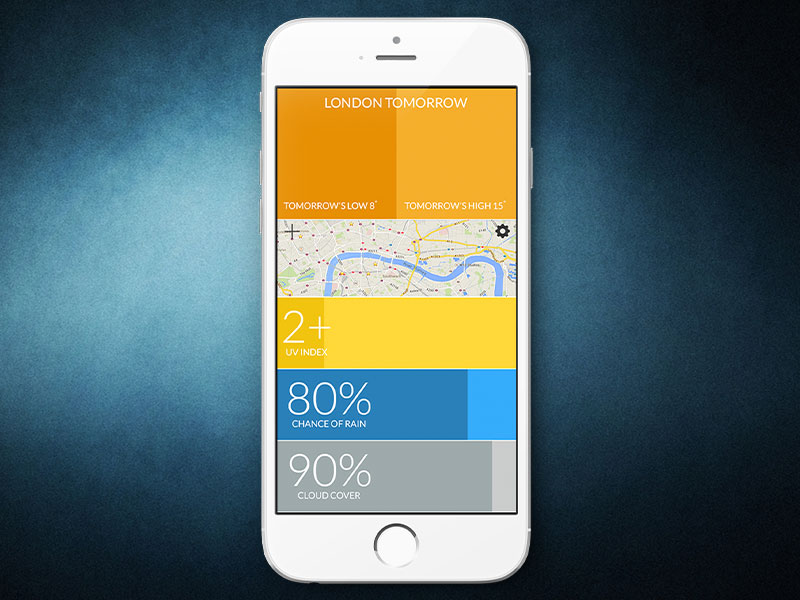 LONDON TOMORROW
TOMORROW'S LOW 8°
TOMORROW'S HIGH 15°
2+
UV INDEX
80%
CHANCE OF RAIN
90%
CLOUD COVER